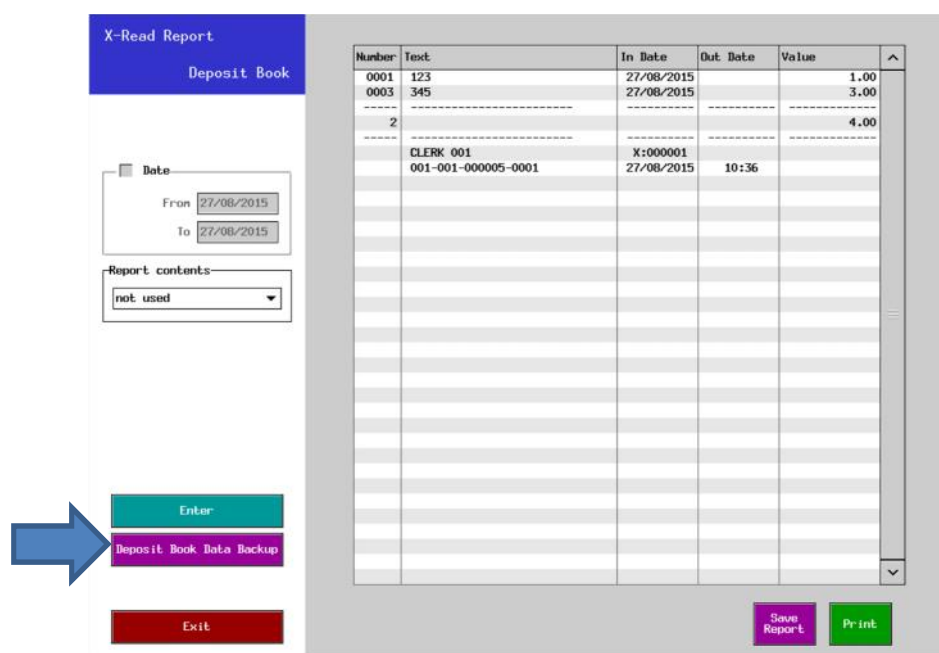 X-Read Report
Deposit Book
Date
From 27/08/2015
To 27/08/2015
Report contents
not used
Enter
Deposit Book Data Backup
Exit
Number Text In Date Out Date Value
0001 123 27/08/2015 1.00
0003 345 27/08/2015 3.00
----- ------------------------ ---------- ---------- -------------
2 4.00
----- ------------------------ ---------- ---------- -------------
CLERK 001 X:000001
001-001-000005-0001 27/08/2015 10:36
Save
Report
Print